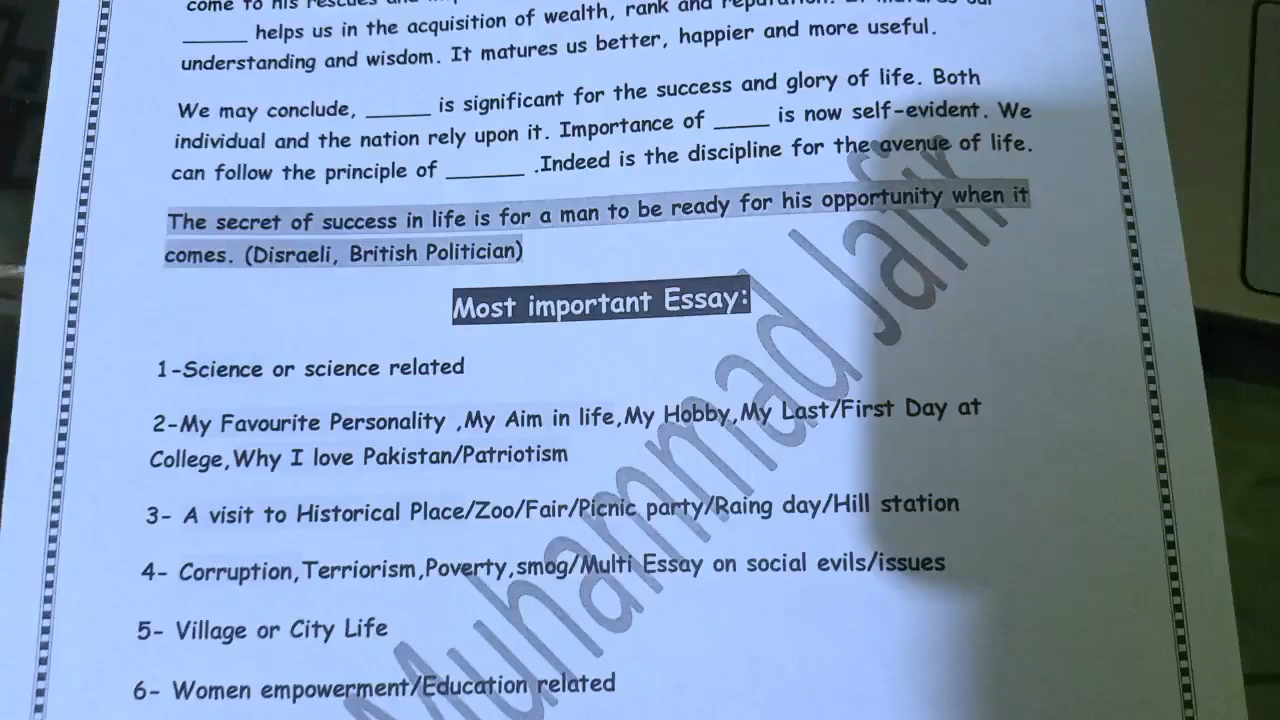 come to his rescues and
_____ helps us in the acquisition of wealth, rank and reputation.
understanding and wisdom. It matures us better, happier and more useful.
We may conclude, _____ is significant for the success and glory of life. Both
individual and the nation rely upon it. Importance of ____ is now self-evident. We
can follow the principle of ______ .Indeed is the discipline for the avenue of life.
The secret of success in life is for a man to be ready for his opportunity when it
comes. (Disraeli, British Politician)
Most important Essay:
1-Science or science related
2-My Favourite Personality ,My Aim in life,My Hobby,My Last/First Day at
College,Why I love Pakistan/Patriotism
3- A visit to Historical Place/Zoo/Fair/Picnic party/Raing day/Hill station
4- Corruption,Terriorism,Poverty,smog/Multi Essay on social evils/issues
5- Village or City Life
6- Women empowerment/Education related
Muhammad Jafir